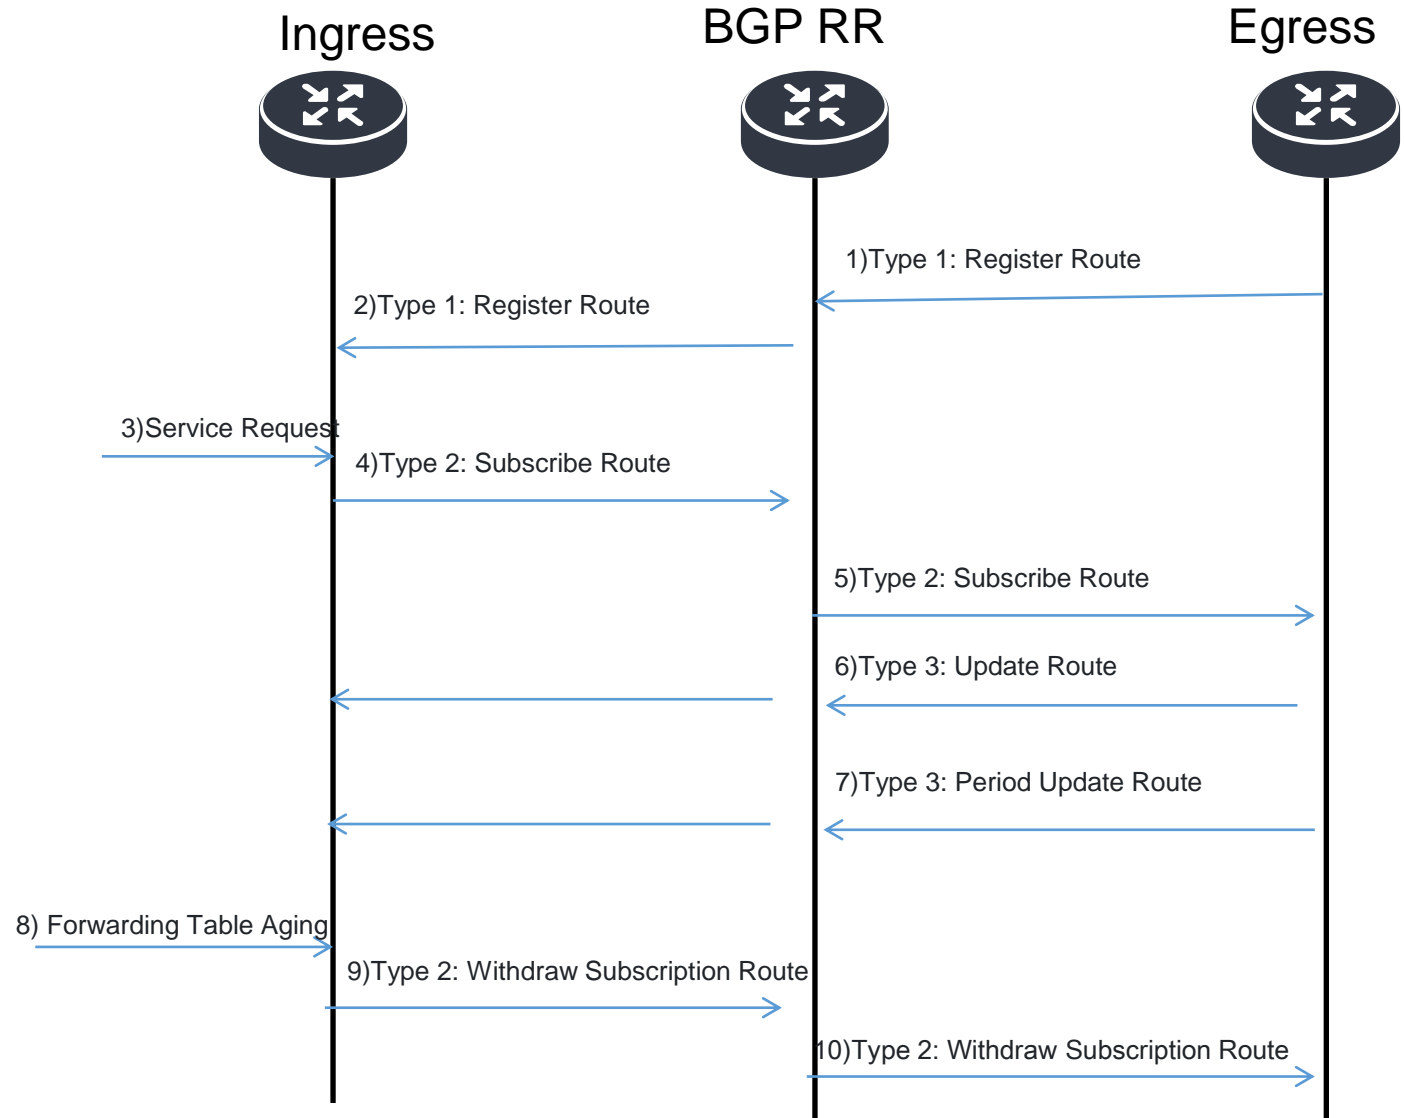 Ingress
BGP RR
Egress
1)Type 1: Register Route
2)Type 1: Register Route
3)Service Request
4)Type 2: Subscribe Route
5)Type 2: Subscribe Route
6)Type 3: Update Route
7)Type 3: Period Update Route
8) Forwarding Table Aging
9)Type 2: Withdraw Subscription Route
10)Type 2: Withdraw Subscription Route